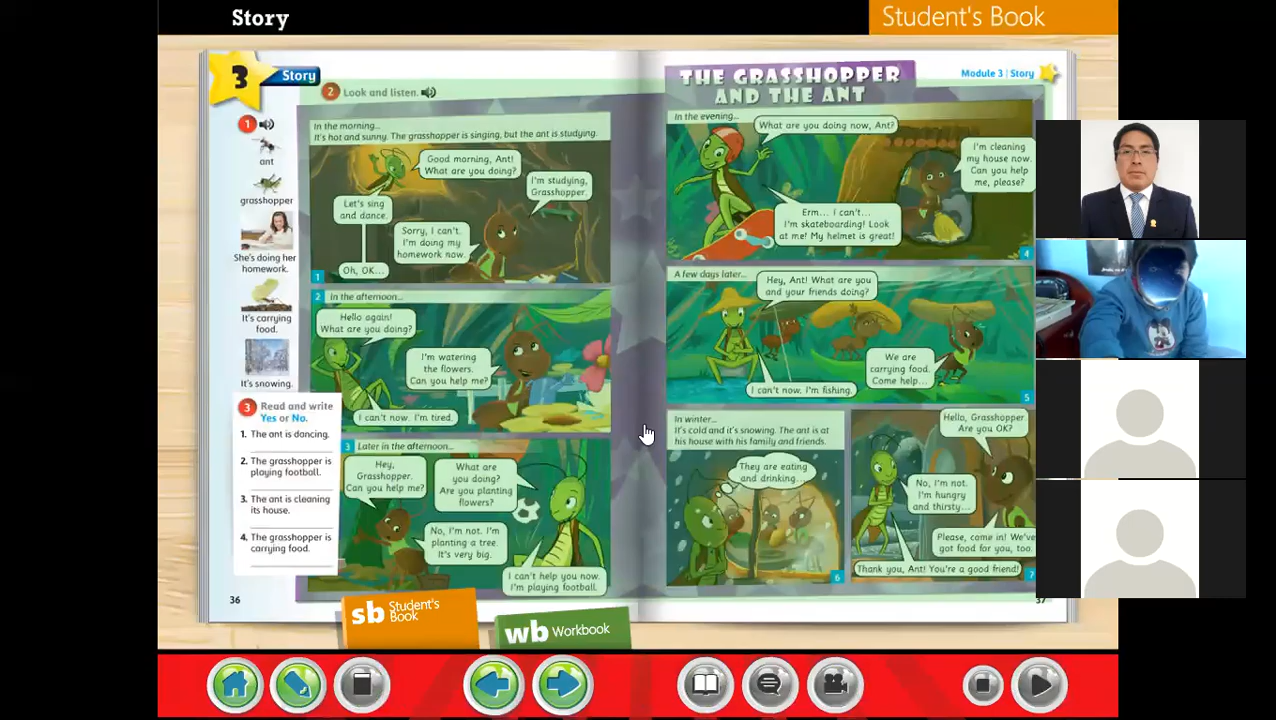 Story
Student's Book
3
Story
Module 3 | Story
2 Look and listen.
1
ant
grasshopper
She's doing her
homework.
It's carrying
food.
It's snowing.
3 Read and write
Yes or No.
1. The ant is dancing.
2. The grasshopper is
playing football.
3. The ant is cleaning
its house.
4. The grasshopper is
carrying food.
In the morning...
It's hot and sunny. The grasshopper is singing, but the ant is studying.
Good morning, Ant!
What are you doing?
I'm studying,
Grasshopper.
Let's sing
and dance.
Sorry, I can't.
I'm doing my
homework now.
Oh, OK...
1
2 In the afternoon...
Hello again!
What are you doing?
I'm watering
the flowers.
Can you help me?
I can't now. I'm tired.
3 Later in the afternoon...
Hey,
Grasshopper.
Can you help me?
What are
you doing?
Are you planting
flowers?
No, I'm not. I'm
planting a tree.
It's very big.
I can't help you now.
I'm playing football.
36
THE GRASSHOPPER
AND THE ANT
In the evening...
What are you doing now, Ant?
I'm cleaning
my house now.
Can you help
me, please?
Erm... I can't...
I'm skateboarding! Look
at me! My helmet is great!
4
A few days later...
Hey, Ant! What are you
and your friends doing?
We are
carrying food.
Come help...
I can't now. I'm fishing.
5
In winter...
It's cold and it's snowing. The ant is at
his house with his family and friends.
They are eating
and drinking...
6
Hello, Grasshopper
Are you OK?
No, I'm not.
I'm hungry
and thirsty...
Please, come in! We've
got food for you, too.
Thank you, Ant! You're a good friend!
7
37
sb Student's
Book
wb Workbook